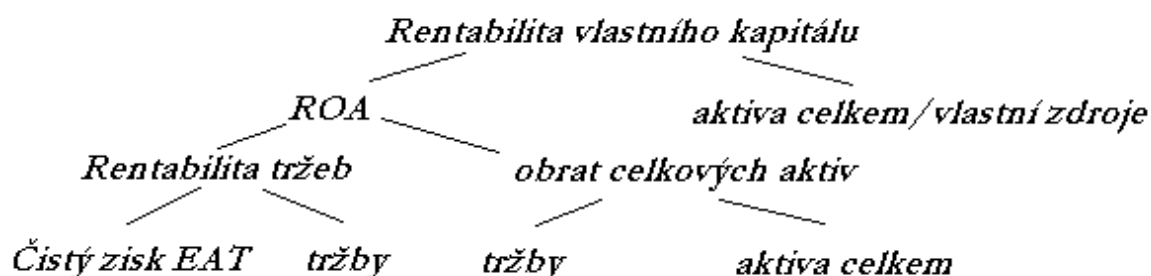 Rentabilita vlastního kapitálu
ROA aktiva celkem/vlastní zdroje
Rentabilita tržeb obrat celkových aktiv
Čistý zisk EAT tržby tržby aktiva celkem